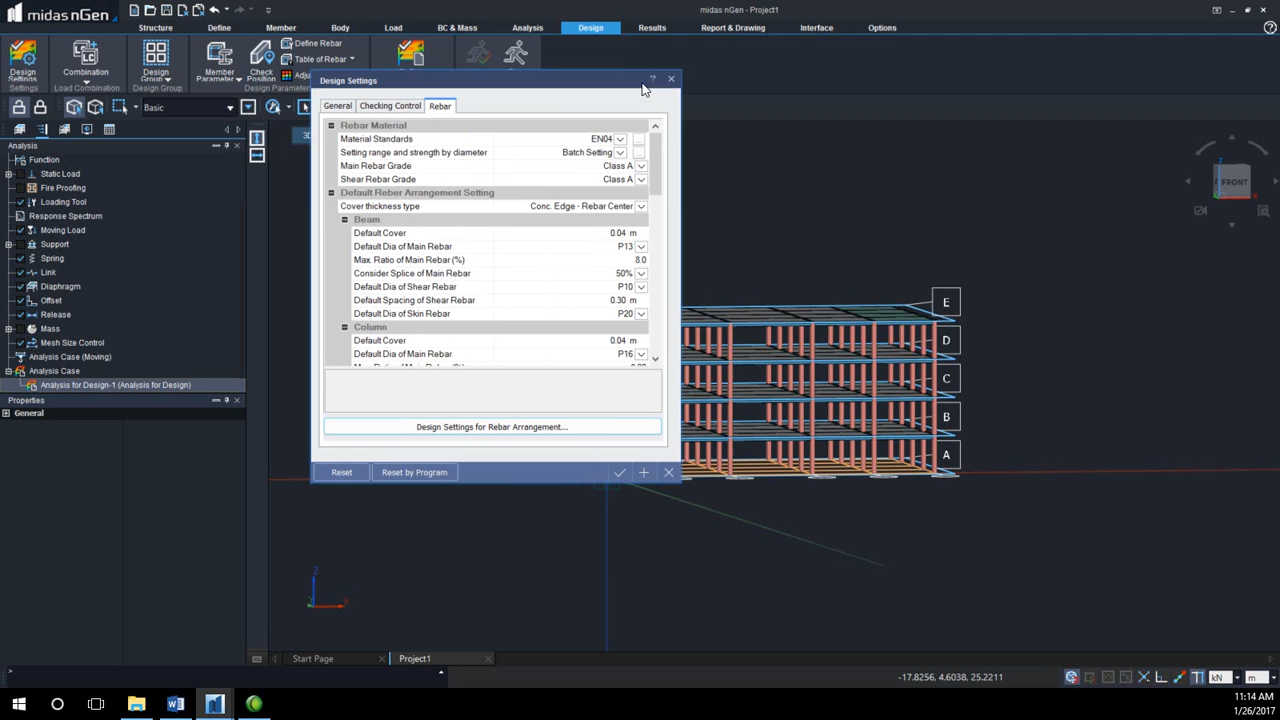 midas nGen
midas nGen - Project1
Structure Define Member Body Load BC & Mass Analysis Design Results Report & Drawing Interface Options
Design Settings
Settings
Combination
Load Combination
Design Group
Design Group
Member Parameter
Check Position
Define Rebar
Table of Rebar
Design Parameter
Basic
Analysis
Function
Static Load
Fire Proofing
Loading Tool
Response Spectrum
Moving Load
Support
Spring
Link
Diaphragm
Offset
Release
Mass
Mesh Size Control
Analysis Case (Moving)
Analysis Case
Analysis for Design-1 (Analysis for Design)
Properties
General
Design Settings
General Checking Control Rebar
Rebar Material
Material Standards EN04
Setting range and strength by diameter Batch Setting
Main Rebar Grade Class A
Shear Rebar Grade Class A
Default Reber Arrangement Setting
Cover thickness type Conc. Edge - Rebar Center
Beam
Default Cover 0.04 m
Default Dia of Main Rebar P13
Max. Ratio of Main Rebar (%) 8.0
Consider Splice of Main Rebar 50%
Default Dia of Shear Rebar P10
Default Spacing of Shear Rebar 0.30 m
Default Dia of Skin Rebar P20
Column
Default Cover 0.04 m
Default Dia of Main Rebar P16
Design Settings for Rebar Arrangement...
Reset Reset by Program
Z
FRONT
X
E
D
C
B
A
Z
Y X
Start Page Project1
>
-17.8256, 4.6038, 25.2211
kN m
11:14 AM
1/26/2017